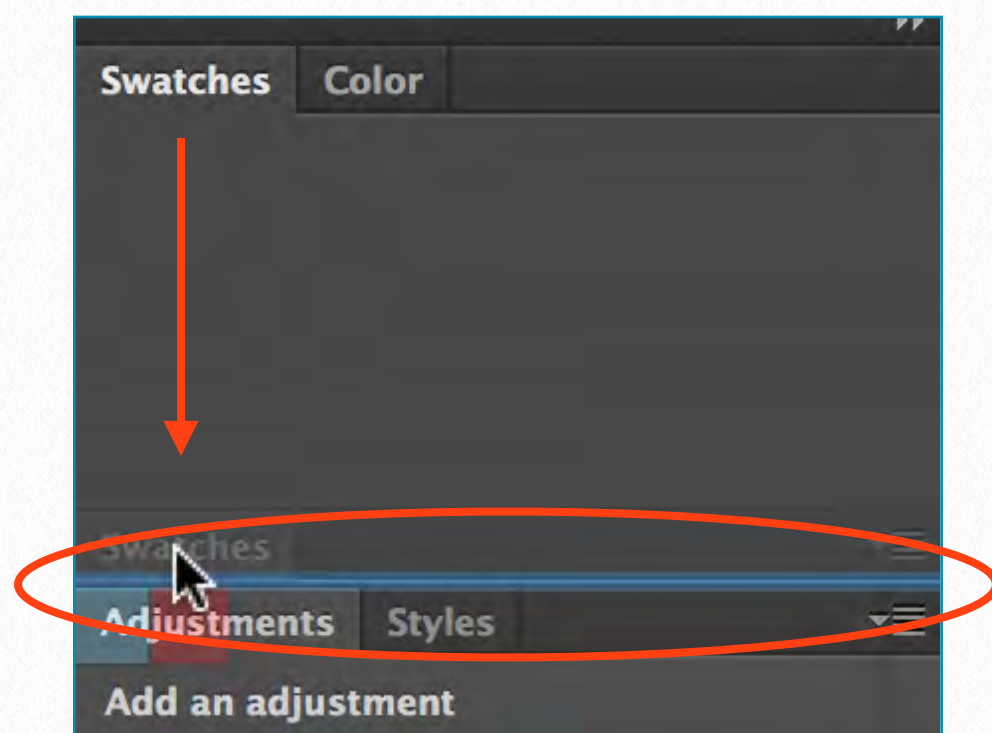 Swatches Color
Swatches
Adjustments Styles
Add an adjustment